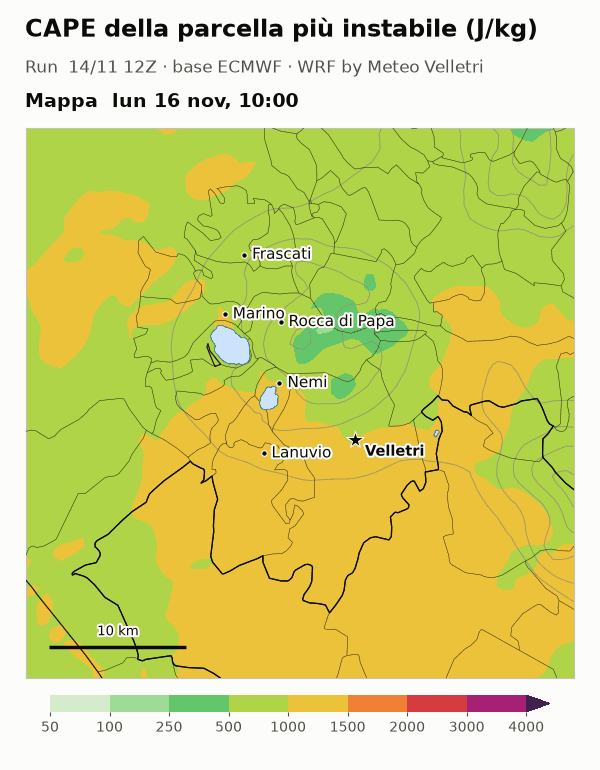 CAPE della parcella più instabile (J/kg)
Run  14/11 12Z · base ECMWF · WRF by Meteo Velletri
Mappa  lun 16 nov, 10:00
Frascati
Marino
Rocca di Papa
Nemi
Velletri
Lanuvio
10 km
50 100 250 500 1000 1500 2000 3000 4000